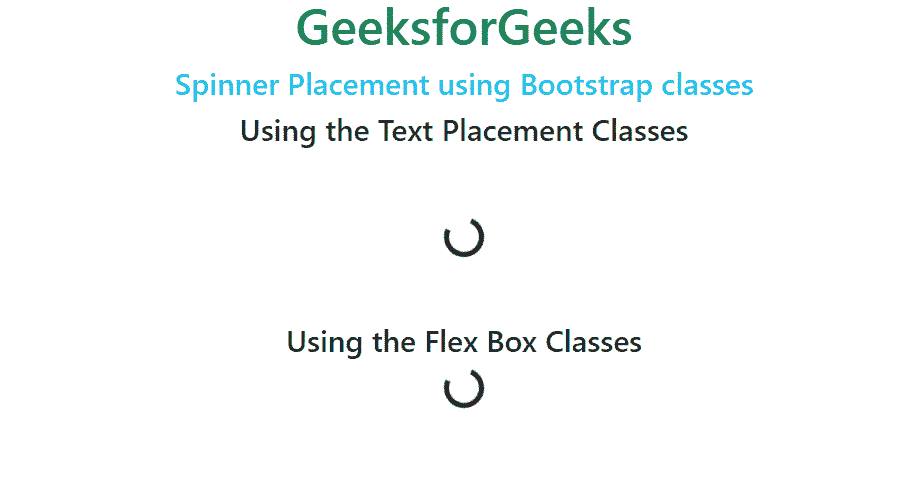 GeeksforGeeks
Spinner Placement using Bootstrap classes
Using the Text Placement Classes
Using the Flex Box Classes